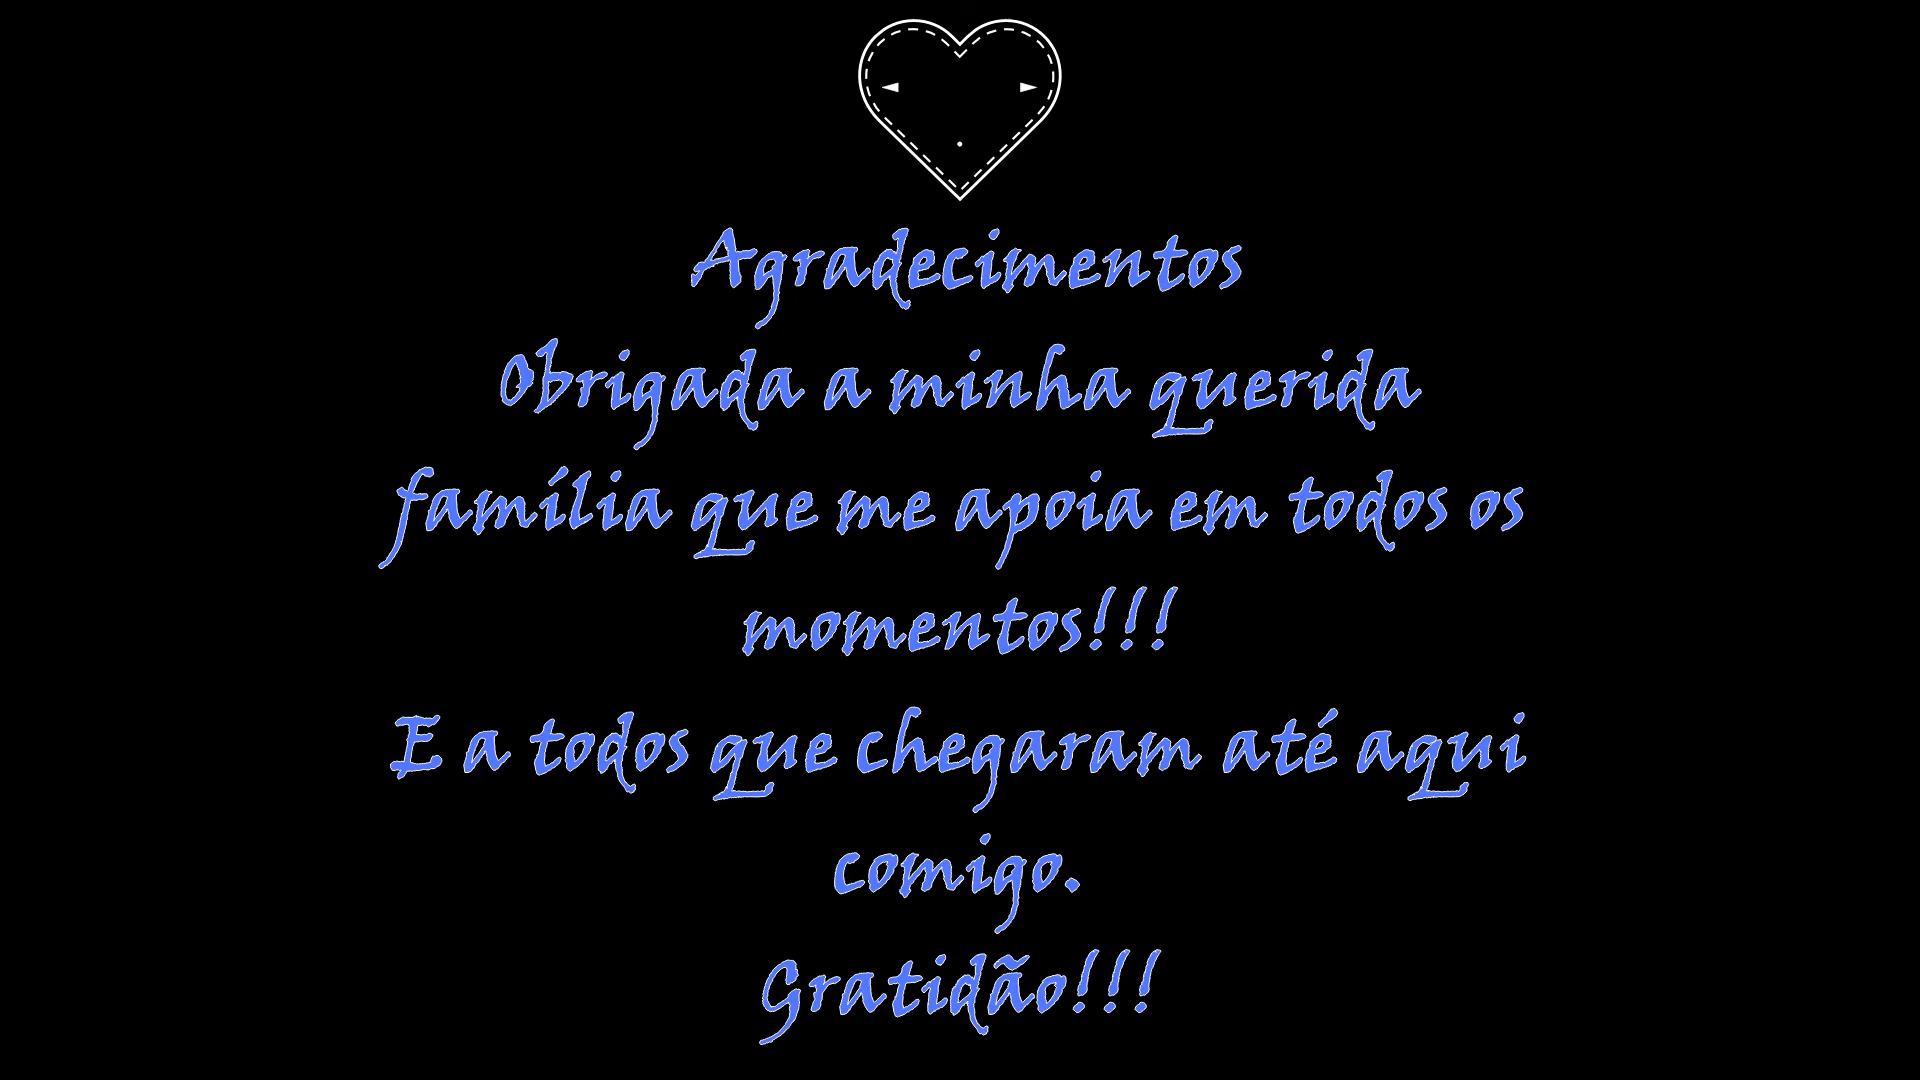 Agradecimentos
Obrigada a minha querida
família que me apoia em todos os
momentos!!!
E a todos que chegaram até aqui
comigo.
Gratidão!!!